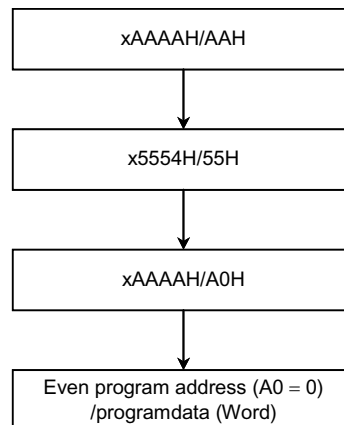 xAAAAH/AAH
x5554H/55H
xAAAAH/A0H
Even program address (A0 = 0)
/programdata (Word)